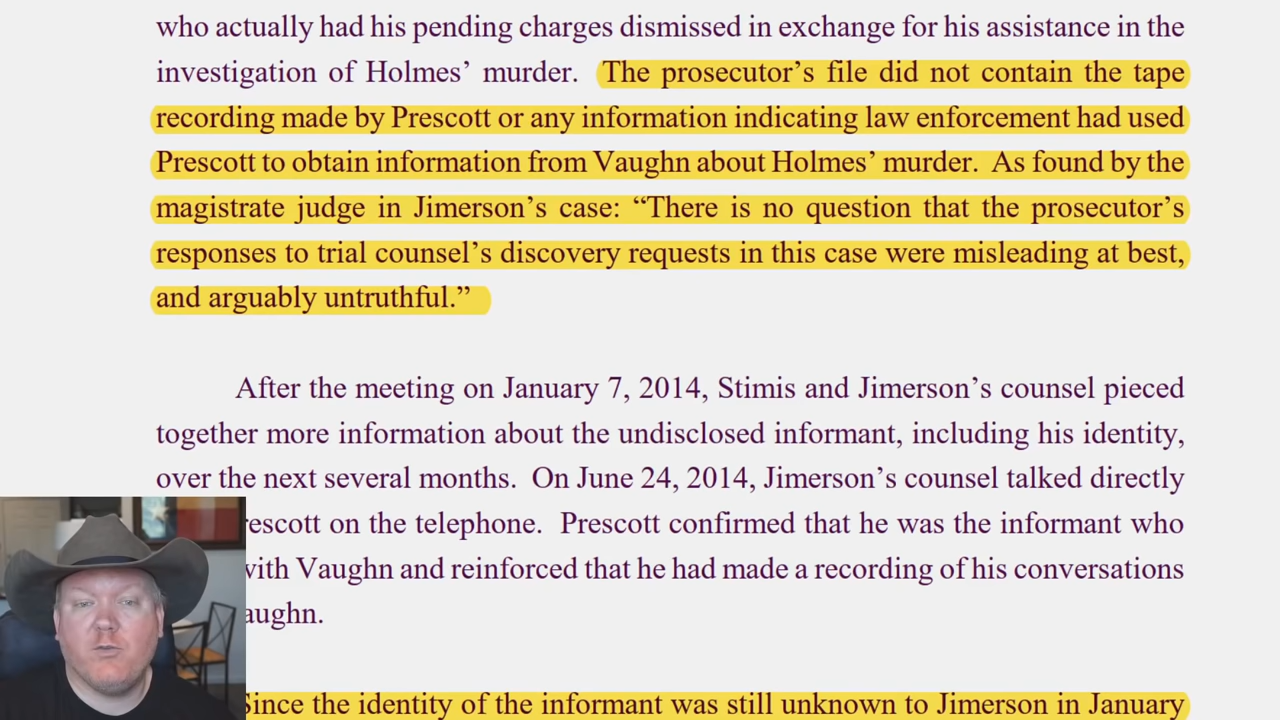 who actually had his pending charges dismissed in exchange for his assistance in the
investigation of Holmes’ murder.  The prosecutor’s file did not contain the tape
recording made by Prescott or any information indicating law enforcement had used
Prescott to obtain information from Vaughn about Holmes’ murder.  As found by the
magistrate judge in Jimerson’s case: “There is no question that the prosecutor’s
responses to trial counsel’s discovery requests in this case were misleading at best,
and arguably untruthful.”
After the meeting on January 7, 2014, Stimis and Jimerson’s counsel pieced
together more information about the undisclosed informant, including his identity,
over the next several months.  On June 24, 2014, Jimerson’s counsel talked directly
rescott on the telephone.  Prescott confirmed that he was the informant who
with Vaughn and reinforced that he had made a recording of his conversations
aughn.
Since the identity of the informant was still unknown to Jimerson in January